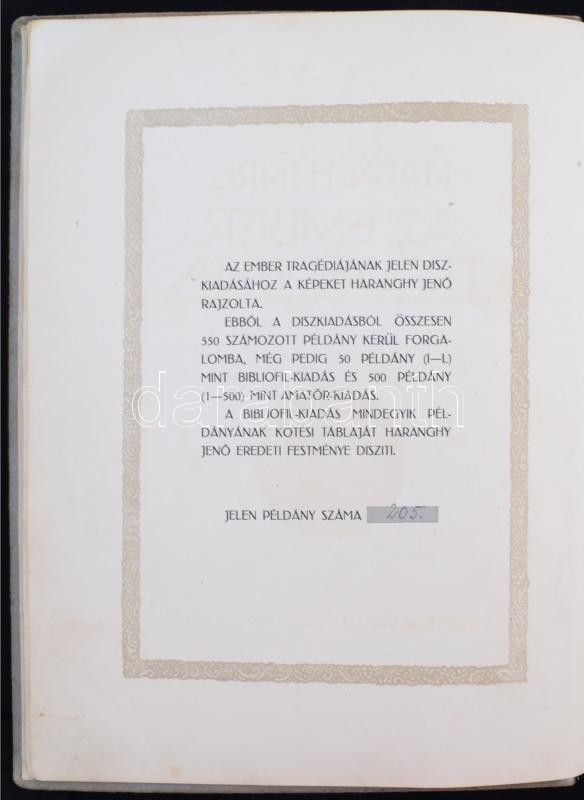 AZ EMBER TRAGÉDIÁJÁNAK JELEN DISZ-
KIADÁSÁHOZ A KÉPEKET HARANGHY JENŐ
RAJZOLTA.
EBBŐL A DISZKIADÁSBÓL ÖSSZESEN
550 SZÁMOZOTT PÉLDÁNY KERÜL FORGA-
LOMBA, MÉG PEDIG 50 PÉLDÁNY (I—L)
MINT BIBLIOFIL-KIADÁS ÉS 500 PÉLDÁNY
(1—500) MINT AMATŐR-KIADÁS.
A BIBLIOFIL-KIADÁS MINDEGYIK PÉL-
DÁNYÁNAK KÖTÉSI TÁBLÁJÁT HARANGHY
JENŐ EREDETI FESTMÉNYE DISZITI.
JELEN PÉLDÁNY SZÁMA 205.
darabanth